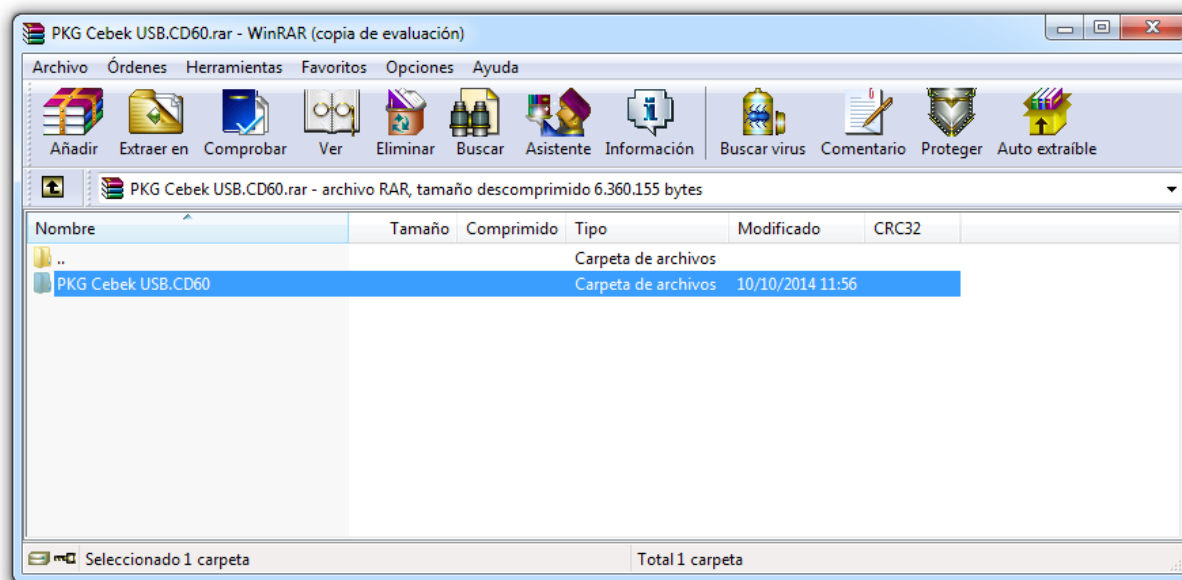 PKG Cebek USB.CD60.rar - WinRAR (copia de evaluación)
Archivo Órdenes Herramientas Favoritos Opciones Ayuda
Añadir Extraer en Comprobar Ver Eliminar Buscar Asistente Información Buscar virus Comentario Proteger Auto extraíble
PKG Cebek USB.CD60.rar - archivo RAR, tamaño descomprimido 6.360.155 bytes
Nombre Tamaño Comprimido Tipo Modificado CRC32
.. Carpeta de archivos
PKG Cebek USB.CD60 Carpeta de archivos 10/10/2014 11:56
Seleccionado 1 carpeta Total 1 carpeta